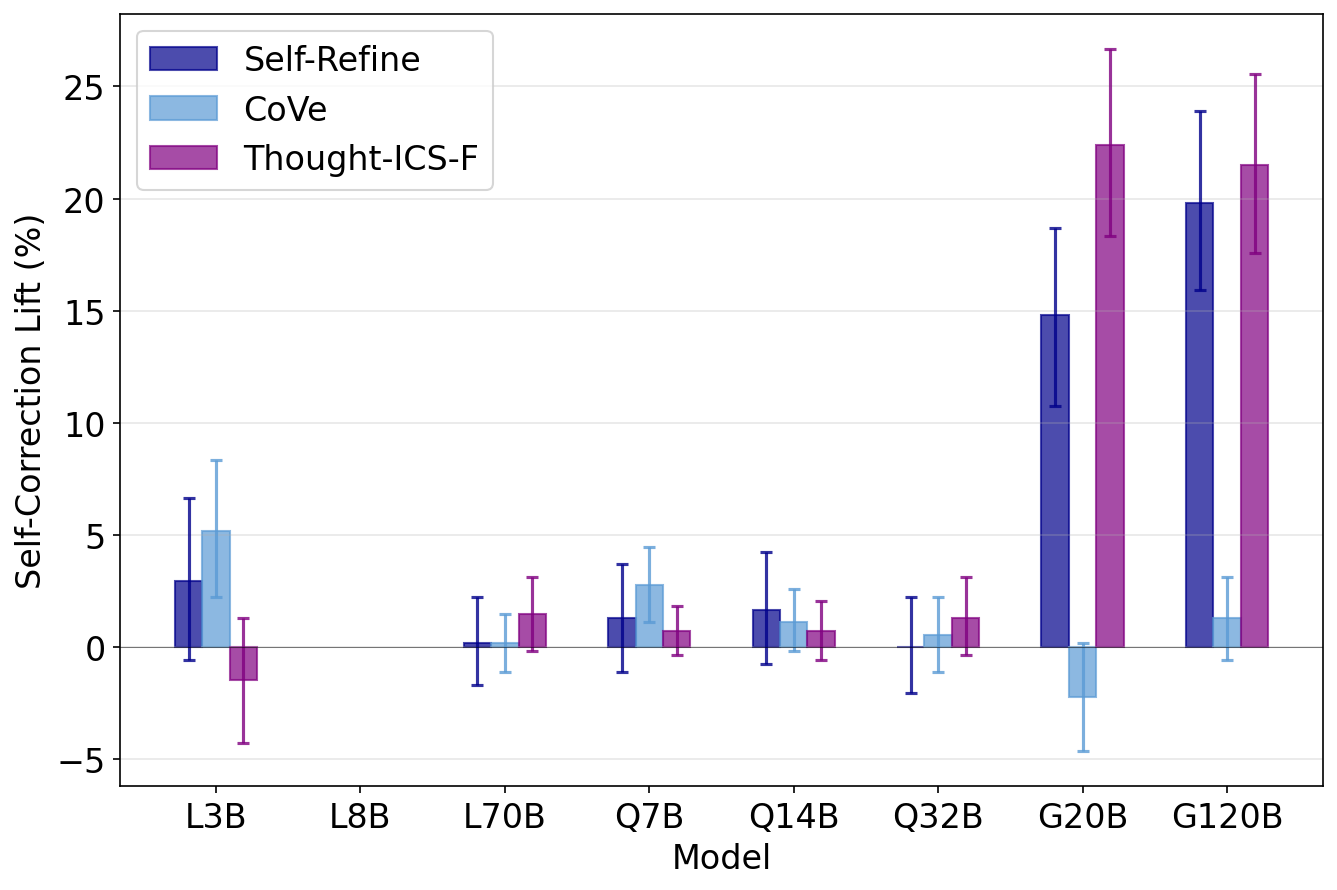 Self-Refine
CoVe
Thought-ICS-F
Self-Correction Lift (%)
25
20
15
10
5
0
−5
L3B L8B L70B Q7B Q14B Q32B G20B G120B
Model